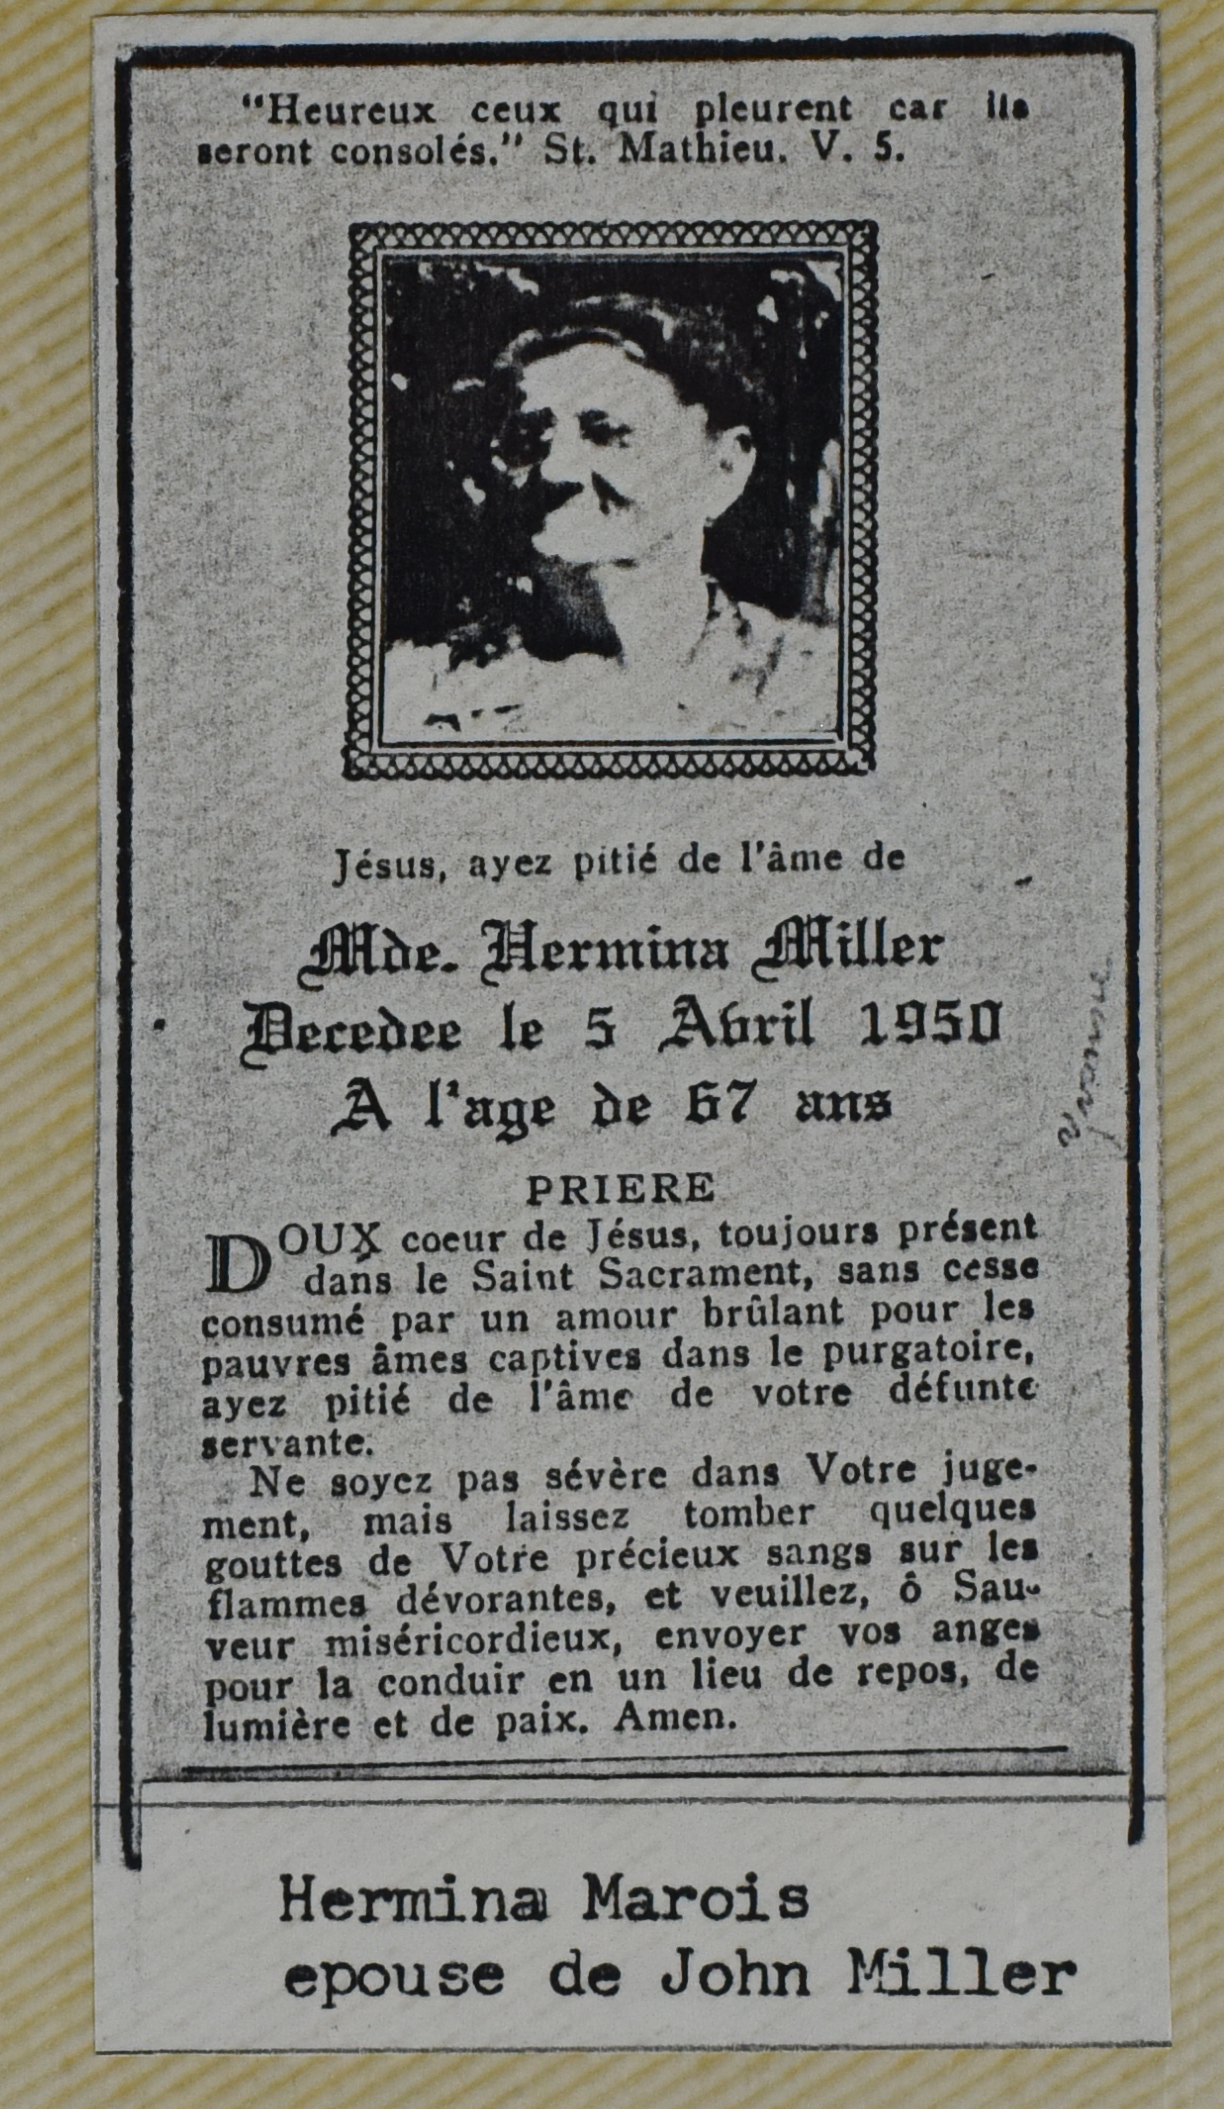 "Heureux ceux qui pleurent car ils
seront consolés." St. Mathieu. V. 5.
Jésus, ayez pitié de l'âme de
Mde. Hermina Miller
Decedee le 5 Avril 1950
A l'age de 67 ans
PRIERE
DOUX coeur de Jésus, toujours présent
dans le Saint Sacrament, sans cesse
consumé par un amour brûlant pour les
pauvres âmes captives dans le purgatoire,
ayez pitié de l'âme de votre défunte
servante.
Ne soyez pas sévère dans Votre juge-
ment, mais laissez tomber quelques
gouttes de Votre précieux sangs sur les
flammes dévorantes, et veuillez, ô Sau-
veur miséricordieux, envoyer vos anges
pour la conduir en un lieu de repos, de
lumière et de paix. Amen.
Hermina Marois
epouse de John Miller